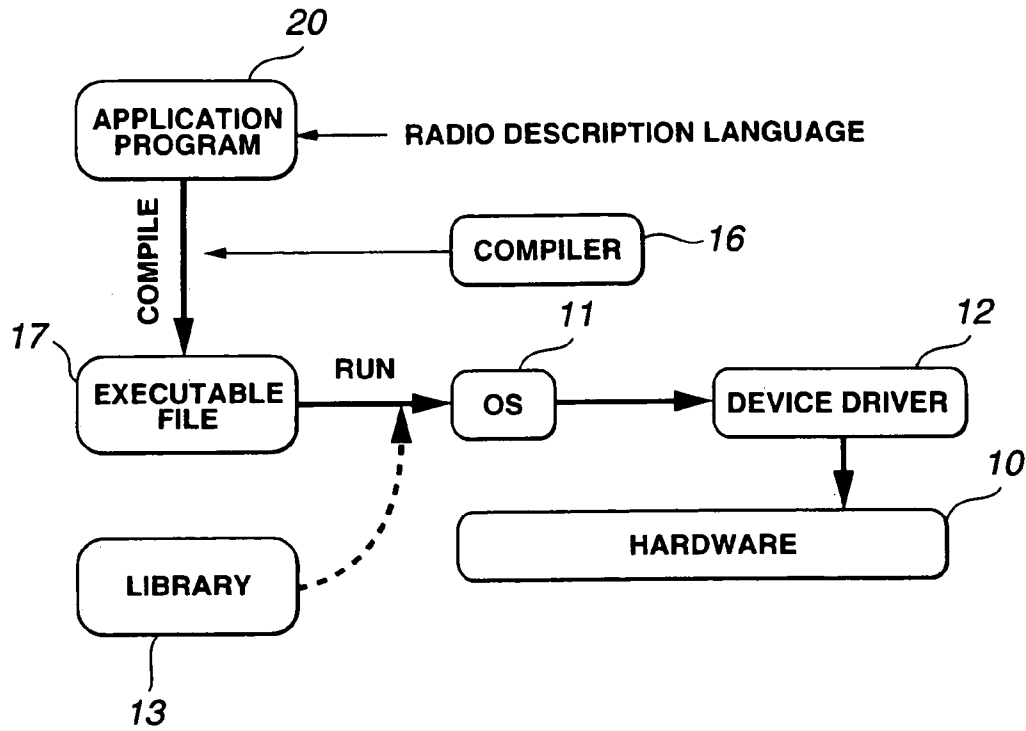 20
APPLICATION
PROGRAM
RADIO DESCRIPTION LANGUAGE
COMPILE
COMPILER
16
17
11
12
EXECUTABLE
FILE
RUN
OS
DEVICE DRIVER
10
HARDWARE
LIBRARY
13